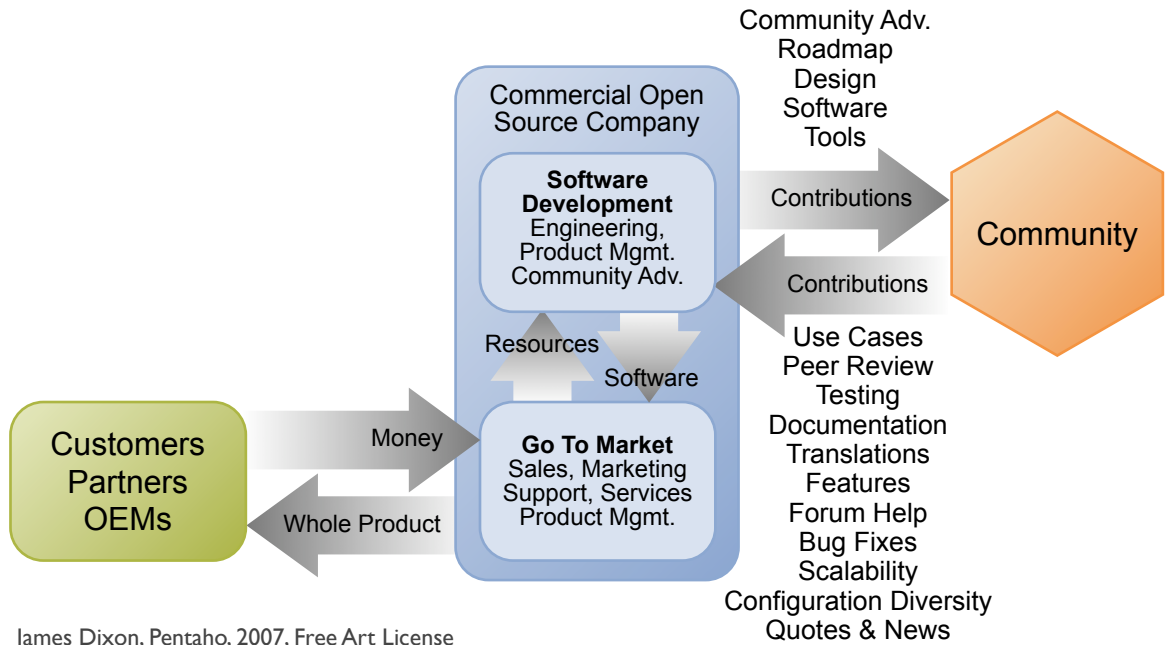 Community Adv.
Roadmap
Design
Software
Tools
Commercial Open
Source Company
Software
Development
Engineering,
Product Mgmt.
Community Adv.
Contributions
Community
Contributions
Resources
Software
Use Cases
Peer Review
Testing
Documentation
Translations
Features
Forum Help
Bug Fixes
Scalability
Configuration Diversity
Quotes & News
Customers
Partners
OEMs
Money
Whole Product
Go To Market
Sales, Marketing
Support, Services
Product Mgmt.
James Dixon, Pentaho, 2007, Free Art License